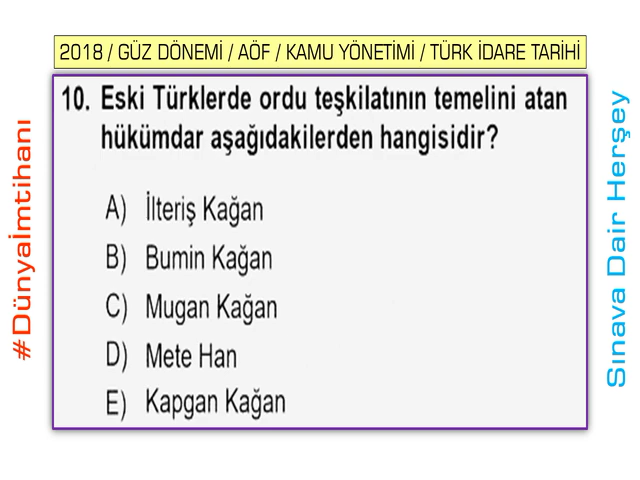 2018 / GÜZ DÖNEMİ / AÖF / KAMU YÖNETİMİ / TÜRK İDARE TARİHİ
10. Eski Türklerde ordu teşkilatının temelini atan
hükümdar aşağıdakilerden hangisidir?
A) İlteriş Kağan
B) Bumin Kağan
C) Mugan Kağan
D) Mete Han
E) Kapgan Kağan
#Dünyaİmtihanı
Sınava Dair Herşey